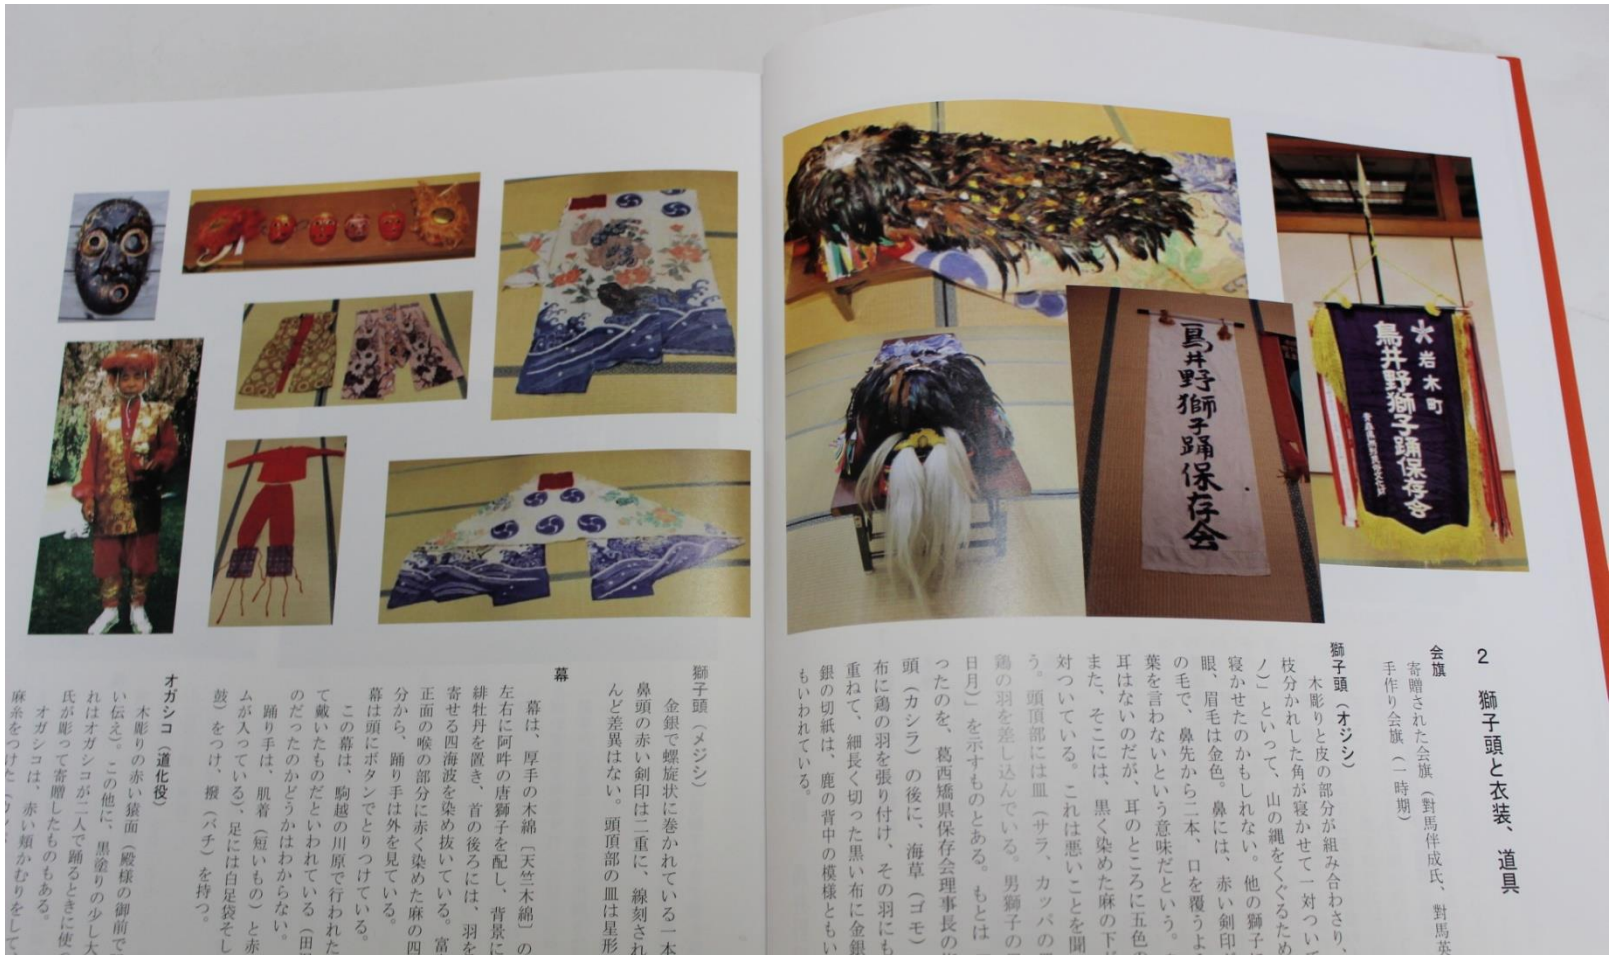 岩木町
鳥井野獅子踊保存会
鳥井野獅子踊保存会
2 獅子頭と衣装、道具
会旗
寄贈された会旗(對馬伴成氏、對馬英
手作り会旗(一時期)
獅子頭(オジシ)
木彫りと皮の部分が組み合わさり、
枝分かれした角が寝かせて一対ついて
ノ)」といって、山の縄をくぐるため
寝かせたのかもしれない。他の獅子
眼、眉毛は金色。鼻には、赤い剣印
の毛で、鼻先から二本、口を覆うよ
葉を言わないという意味だという。
耳はないのだが、耳のところに五色の
また、そこには、黒く染めた麻の下
対ついている。これは悪いことを聞
う。頭頂部には皿(サラ、カッパの
鶏の羽を差し込んでいる。男獅子の
日月)」を示すものとある。もとは
ったのを、葛西矯県保存会理事長の
頭(カシラ)の後に、海草(ゴモ)
布に鶏の羽を張り付け、その羽にも
重ねて、細長く切った黒い布に金銀
銀の切紙は、鹿の背中の模様ともい
もいわれている。
獅子頭(メジシ)
金銀で螺旋状に巻かれている一本
鼻頭の赤い剣印は二重に、線刻され
んど差異はない。頭頂部の皿は星形
幕
幕は、厚手の木綿〔天竺木綿〕の
左右に阿吽の唐獅子を配し、背景に
緋牡丹を置き、首の後ろには、羽を
寄せる四海波を染め抜いている。富
正面の喉の部分に赤く染めた麻の四
分から、踊り手は外を見ている。
幕は頭にボタンでとりつけている。
この幕は、駒越の川原で行われた
て戴いたものだといわれている(田
のだったのかどうかはわからない。
踊り手は、肌着(短いもの)と赤
ムが入っている)、足には白足袋そし
鼓)をつけ、撥(バチ)を持つ。
オガシコ(道化役)
木彫りの赤い猿面(殿様の御前で
い伝え)。この他に、黒塗りの少し大
れはオガシコが二人で踊るときに使
氏が彫って寄贈したものもある。
オガシコは、赤い頬かむりをして、
麻糸をつけた